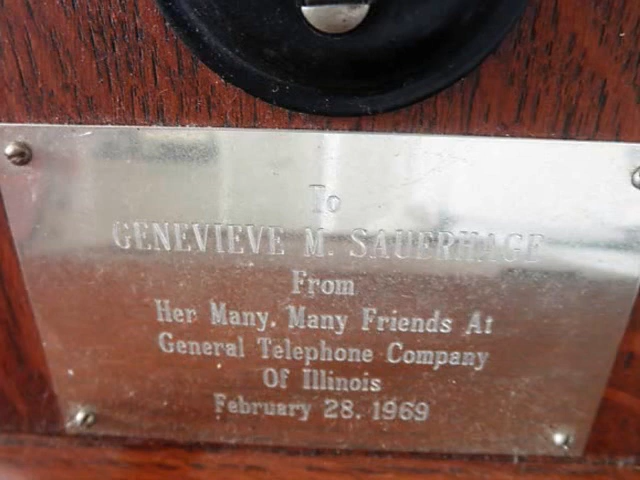 To
GENEVIEVE M. SAUERHAGE
From
Her Many, Many Friends At
General Telephone Company
Of Illinois
February 28, 1969